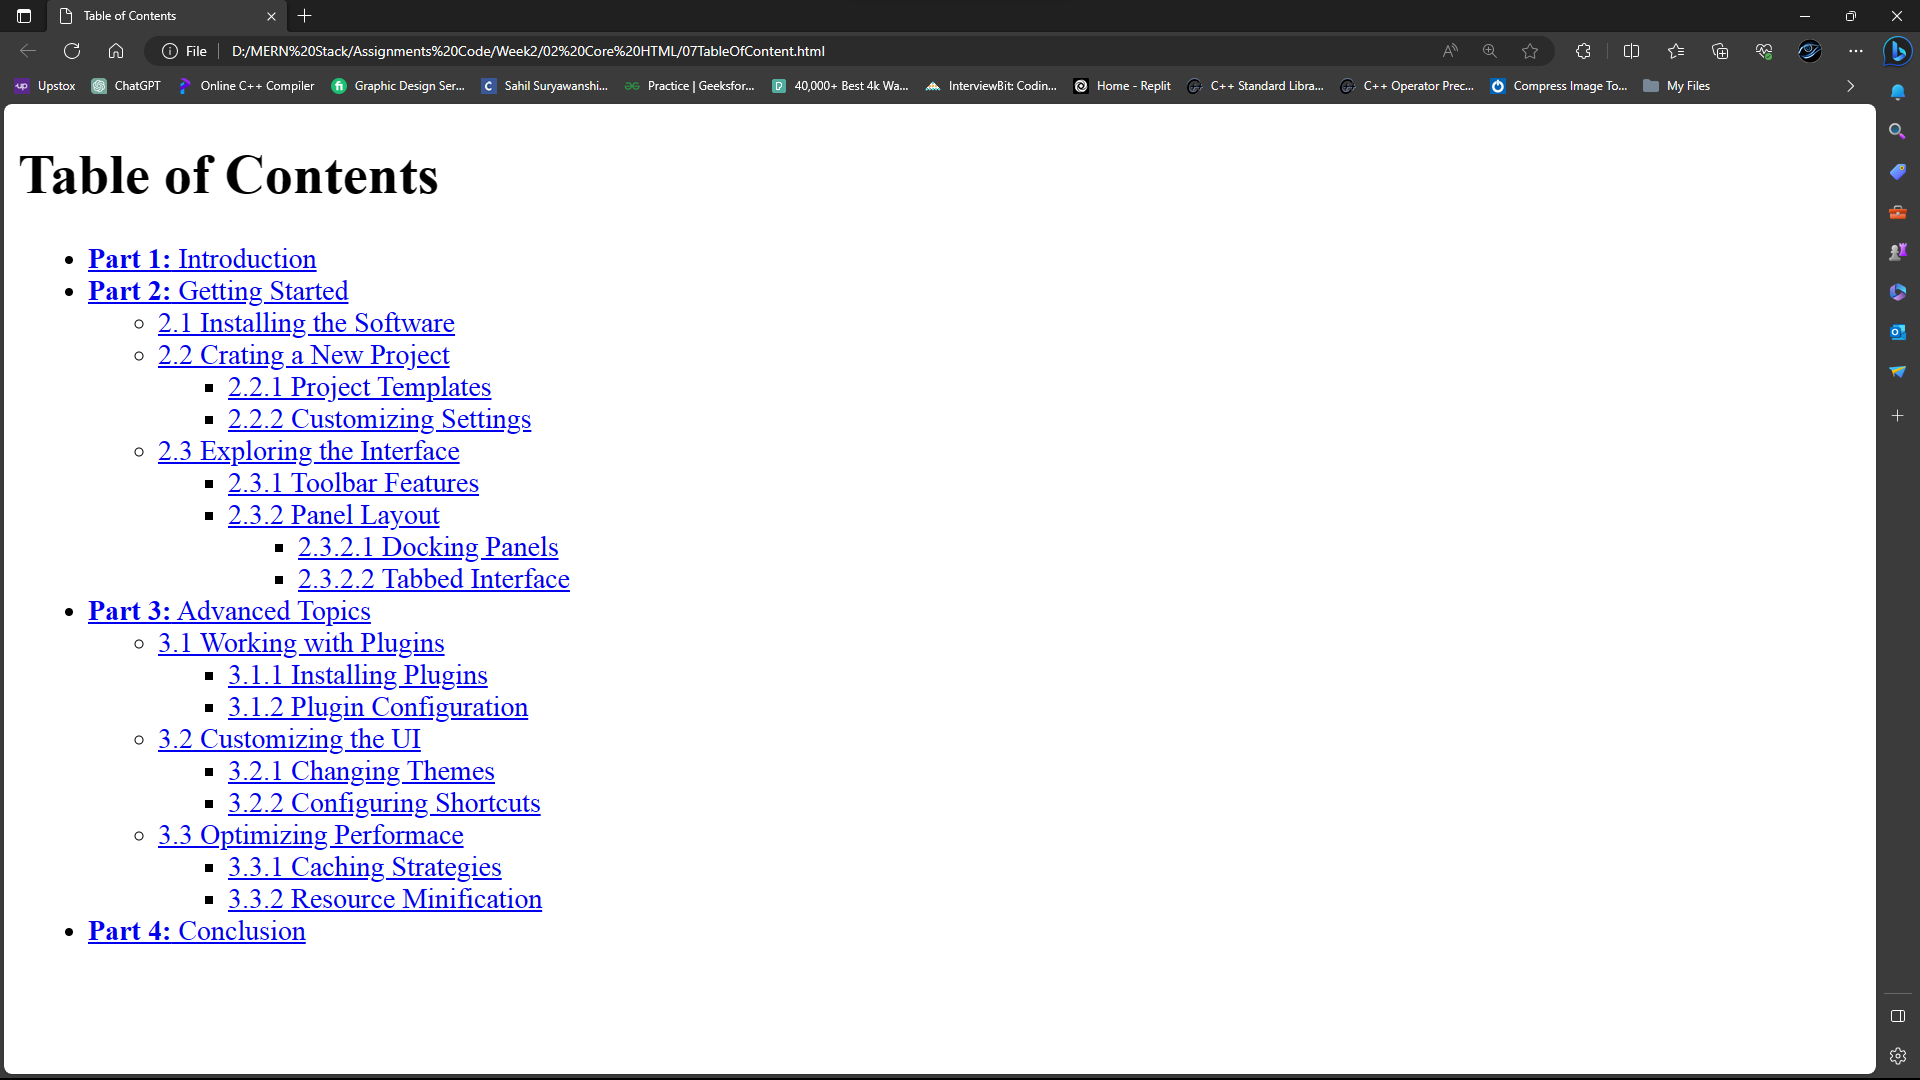 Table of Contents
File
D:/MERN%20Stack/Assignments%20Code/Week2/02%20Core%20HTML/07TableOfContent.html
Upstox
ChatGPT
Online C++ Compiler
Graphic Design Ser...
Sahil Suryawanshi...
Practice | Geeksfor...
40,000+ Best 4k Wa...
InterviewBit: Codin...
Home - Replit
C++ Standard Libra...
C++ Operator Prec...
Compress Image To...
My Files
Table of Contents
Part 1: Introduction
Part 2: Getting Started
2.1 Installing the Software
2.2 Crating a New Project
2.2.1 Project Templates
2.2.2 Customizing Settings
2.3 Exploring the Interface
2.3.1 Toolbar Features
2.3.2 Panel Layout
2.3.2.1 Docking Panels
2.3.2.2 Tabbed Interface
Part 3: Advanced Topics
3.1 Working with Plugins
3.1.1 Installing Plugins
3.1.2 Plugin Configuration
3.2 Customizing the UI
3.2.1 Changing Themes
3.2.2 Configuring Shortcuts
3.3 Optimizing Performace
3.3.1 Caching Strategies
3.3.2 Resource Minification
Part 4: Conclusion